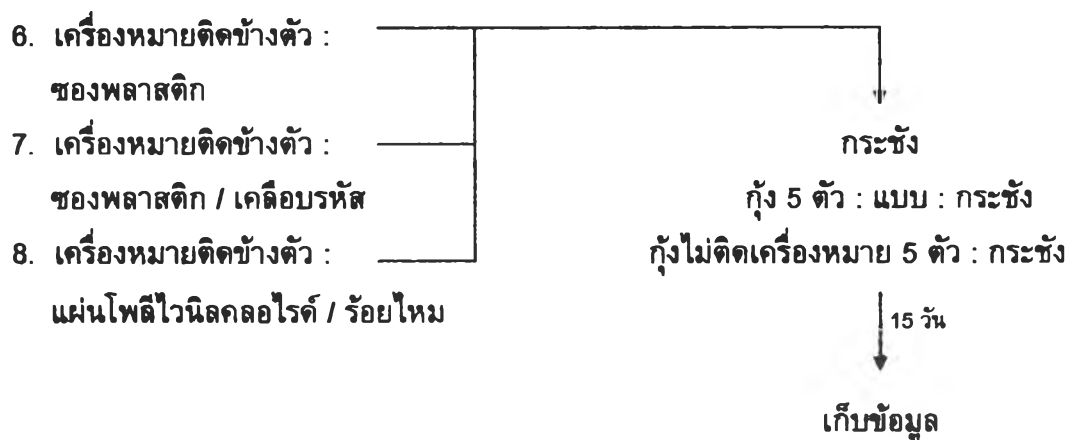 6. เครื่องหมายติดข้างตัว :
ซองพลาสติก
7. เครื่องหมายติดข้างตัว :
ซองพลาสติก / เคลือบรหัส
8. เครื่องหมายติดข้างตัว :
แผ่นโพลีไวนิลคลอไรด์ / ร้อยไหม
กระชัง
กุ้ง 5 ตัว : แบบ : กระชัง
กุ้งไม่ติดเครื่องหมาย 5 ตัว : กระชัง
15 วัน
เก็บข้อมูล